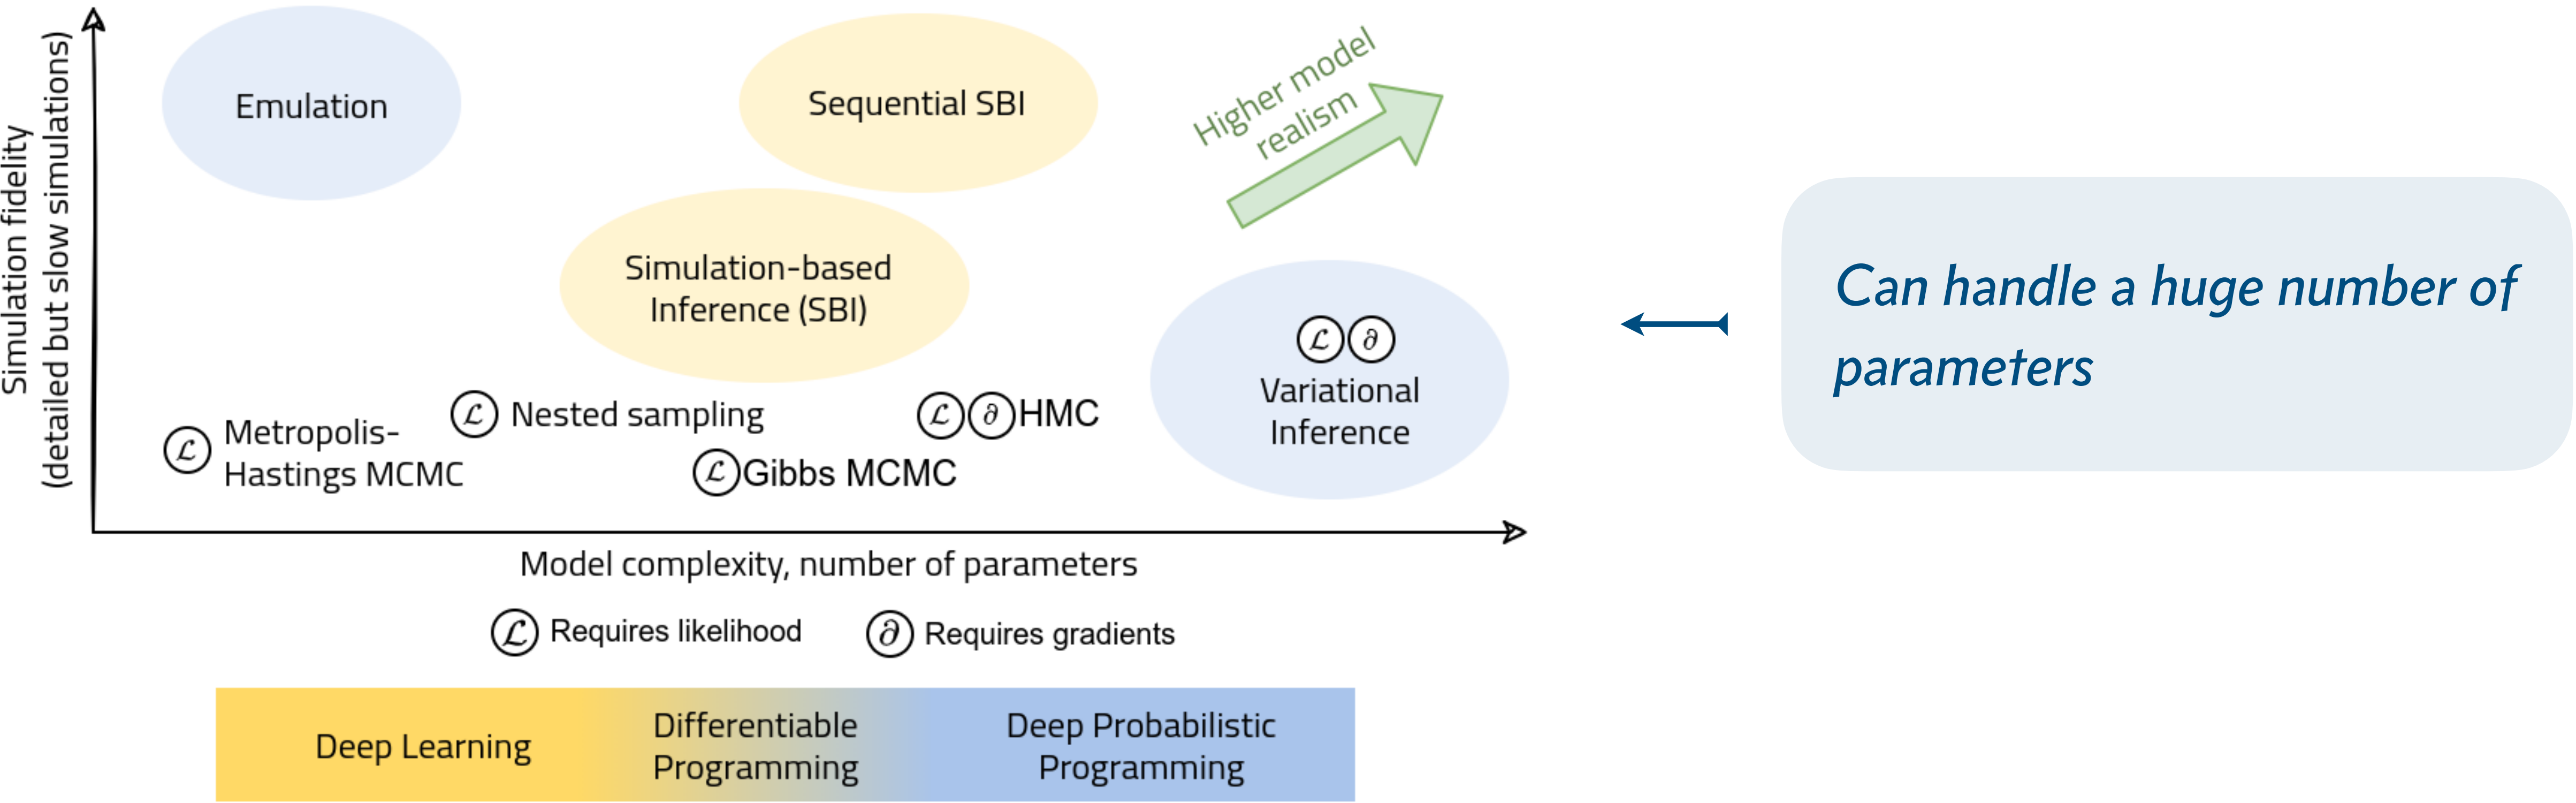 Simulation fidelity
(detailed but slow simulations)
Emulation
Sequential SBI
Higher model
realism
Simulation-based
Inference (SBI)
Can handle a huge number of
parameters
ℒ ∂
Variational
Inference
ℒ Nested sampling
ℒ ∂ HMC
ℒ Metropolis-
Hastings MCMC
ℒ Gibbs MCMC
Model complexity, number of parameters
ℒ Requires likelihood
∂ Requires gradients
Deep Learning
Differentiable
Programming
Deep Probabilistic
Programming